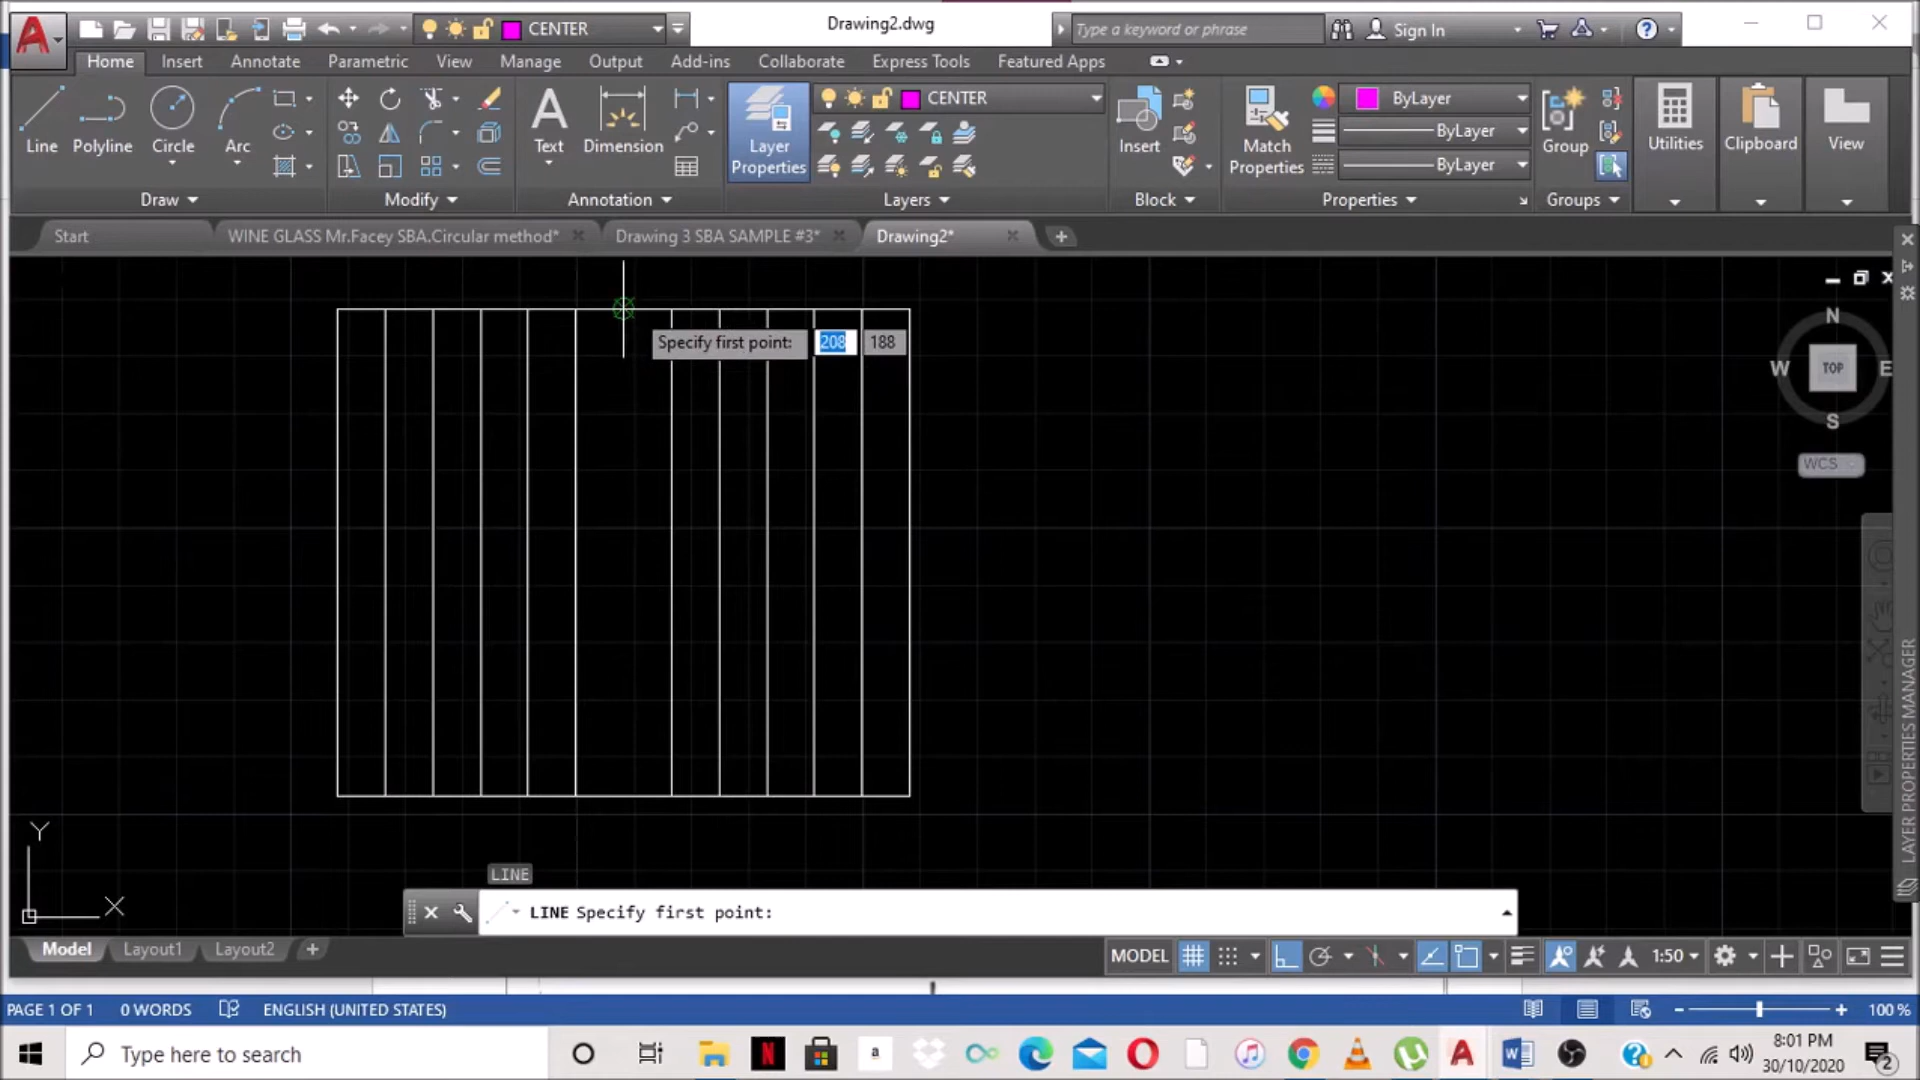 CENTER
Drawing2.dwg
Type a keyword or phrase
Sign In
Home Insert Annotate Parametric View Manage Output Add-ins Collaborate Express Tools Featured Apps
Line Polyline Circle Arc
Text Dimension
Layer Properties
CENTER
Insert
Match Properties
ByLayer
ByLayer
ByLayer
Group
Utilities Clipboard View
Draw Modify Annotation Layers Block Properties Groups
Start WINE GLASS Mr.Facey SBA.Circular method* Drawing 3 SBA SAMPLE #3* Drawing2*
Specify first point: 208 188
N
W TOP E
S
WCS
LAYER PROPERTIES MANAGER
Y
X
LINE
LINE Specify first point:
Model Layout1 Layout2
MODEL 1:50
PAGE 1 OF 1 0 WORDS ENGLISH (UNITED STATES) 100 %
Type here to search
8:01 PM
30/10/2020
2